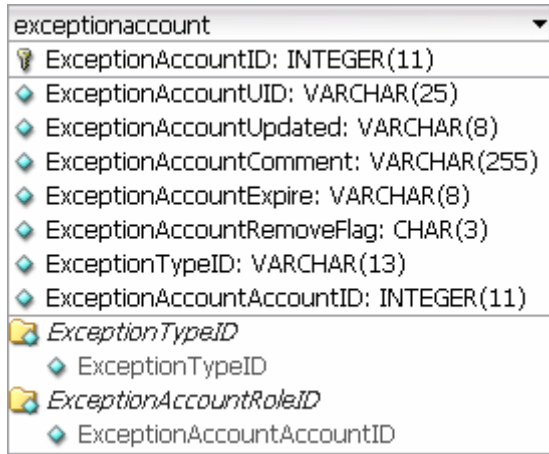 exceptionaccount
ExceptionAccountID: INTEGER(11)
ExceptionAccountUID: VARCHAR(25)
ExceptionAccountUpdated: VARCHAR(8)
ExceptionAccountComment: VARCHAR(255)
ExceptionAccountExpire: VARCHAR(8)
ExceptionAccountRemoveFlag: CHAR(3)
ExceptionTypeID: VARCHAR(13)
ExceptionAccountAccountID: INTEGER(11)
ExceptionTypeID
ExceptionTypeID
ExceptionAccountRoleID
ExceptionAccountAccountID